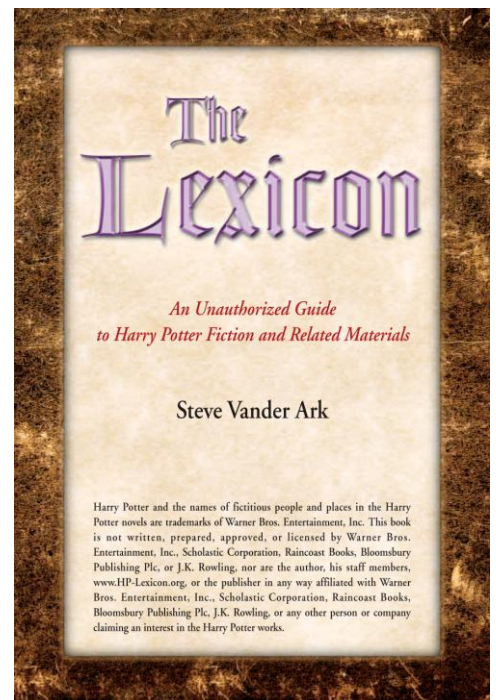 The
Lexicon
An Unauthorized Guide
to Harry Potter Fiction and Related Materials
Steve Vander Ark
Harry Potter and the names of fictitious people and places in the Harry
Potter novels are trademarks of Warner Bros. Entertainment, Inc. This book
is not written, prepared, approved, or licensed by Warner Bros.
Entertainment, Inc., Scholastic Corporation, Raincoast Books, Bloomsbury
Publishing Plc, or J.K. Rowling, nor are the author, his staff members,
www.HP-Lexicon.org, or the publisher in any way affiliated with Warner
Bros. Entertainment, Inc., Scholastic Corporation, Raincoast Books,
Bloomsbury Publishing Plc, J.K. Rowling, or any other person or company
claiming an interest in the Harry Potter works.